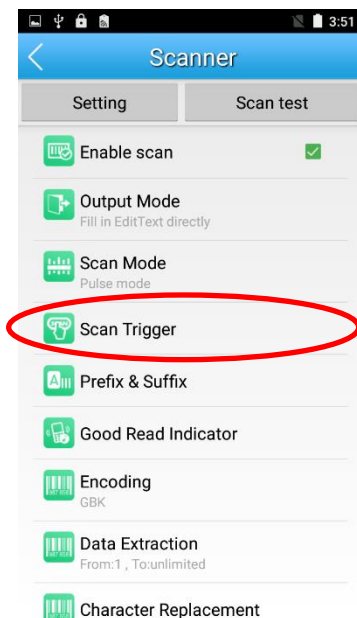 3:51
Scanner
Setting
Scan test
Enable scan
Output Mode
Fill in EditText directly
Scan Mode
Pulse mode
Scan Trigger
Prefix & Suffix
Good Read Indicator
Encoding
GBK
Data Extraction
From:1 , To:unlimited
Character Replacement